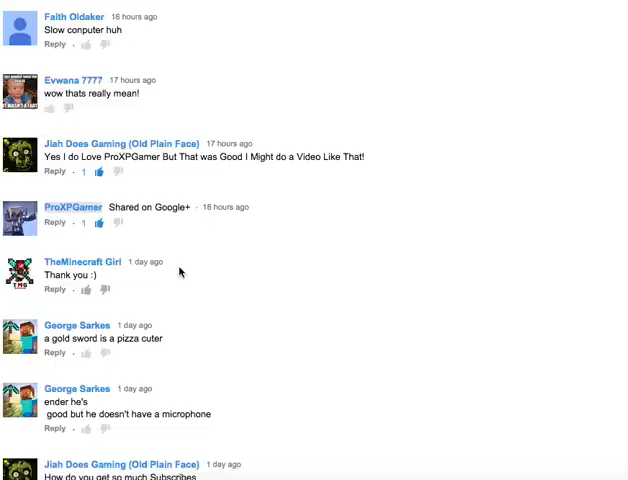 Faith Oldaker 16 hours ago
Slow conputer huh
Reply
Evwana 7777 17 hours ago
wow thats really mean!
Jiah Does Gaming (Old Plain Face) 17 hours ago
Yes I do Love ProXPGamer But That was Good I Might do a Video Like That!
Reply · 1
ProXPGamer Shared on Google+ · 18 hours ago
Reply · 1
TheMinecraft Girl 1 day ago
Thank you :)
Reply
George Sarkes 1 day ago
a gold sword is a pizza cuter
Reply
George Sarkes 1 day ago
ender he's
good but he doesn't have a microphone
Reply
Jiah Does Gaming (Old Plain Face) 1 day ago
How do you get so much Subscribes